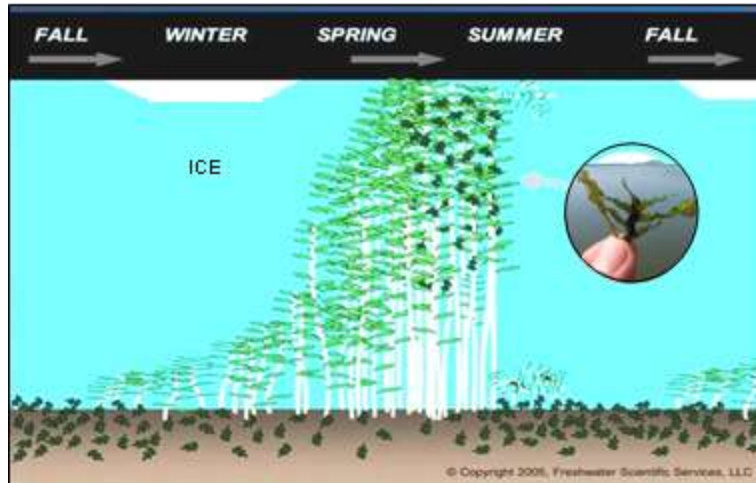 FALL WINTER SPRING SUMMER FALL
ICE
© Copyright 2005, Freshwater Scientific Services, LLC